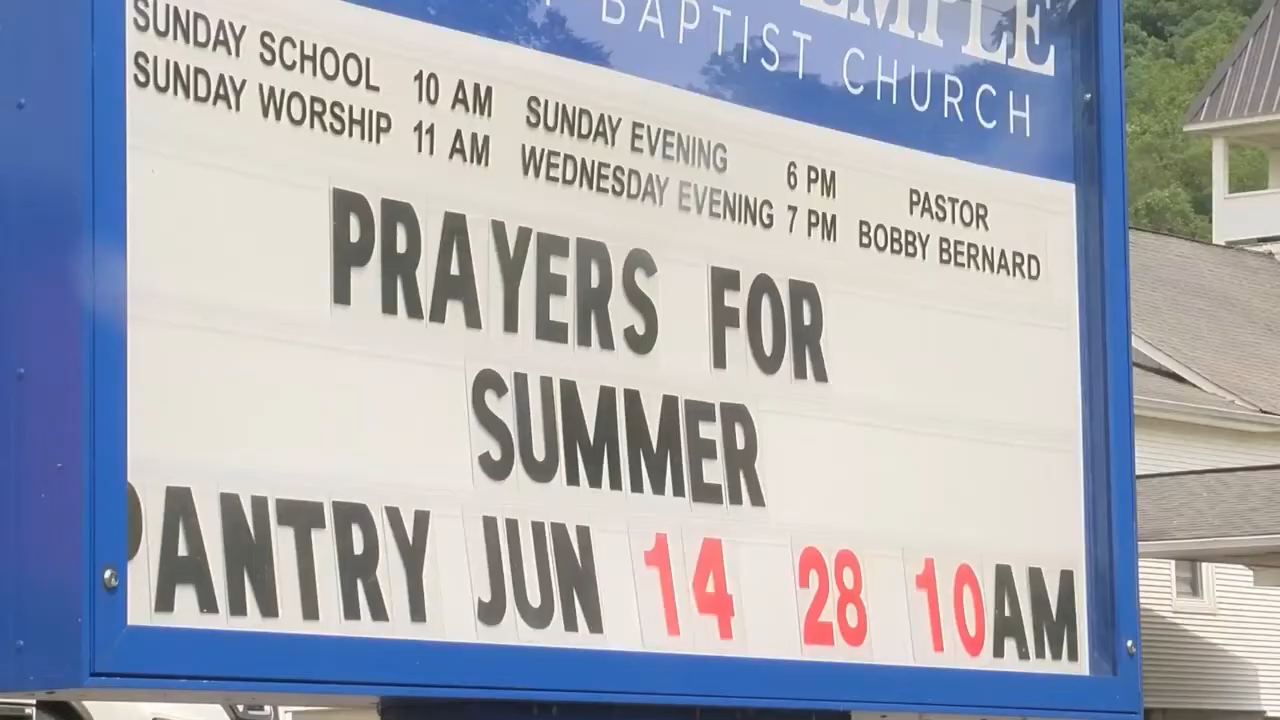 BAPTIST CHURCH
SUNDAY SCHOOL 10 AM SUNDAY EVENING 6 PM PASTOR
SUNDAY WORSHIP 11 AM WEDNESDAY EVENING 7 PM BOBBY BERNARD
PRAYERS FOR
SUMMER
PANTRY JUN 14 28 10AM